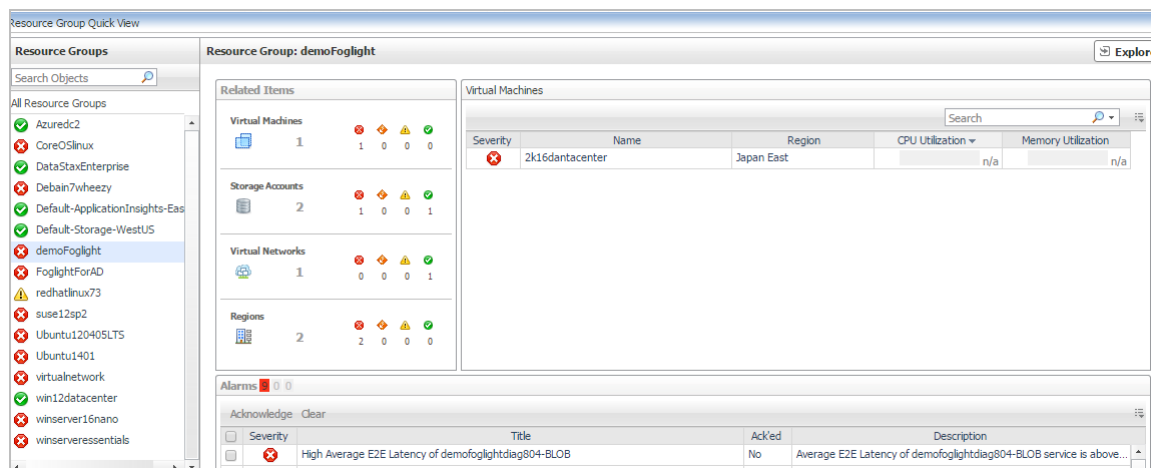 Resource Group Quick View
Resource Groups
Search Objects
All Resource Groups
Azuredc2
CoreOSlinux
DataStaxEnterprise
Debain7wheezy
Default-ApplicationInsights-Eas
Default-Storage-WestUS
demoFoglight
FoglightForAD
redhatlinux73
suse12sp2
Ubuntu120405LTS
Ubuntu1401
virtualnetwork
win12datacenter
winserver16nano
winserveressentials
Resource Group: demoFoglight
Explor
Related Items
Virtual Machines
1
1 0 0 0
Storage Accounts
2
1 0 0 1
Virtual Networks
1
0 0 0 1
Regions
2
2 0 0 0
Virtual Machines
Search
Severity Name Region CPU Utilization Memory Utilization
2k16dantacenter Japan East n/a n/a
Alarms 9 0 0
Acknowledge Clear
Severity Title Ack'ed Description
High Average E2E Latency of demofoglightdiag804-BLOB No Average E2E Latency of demofoglightdiag804-BLOB service is above...